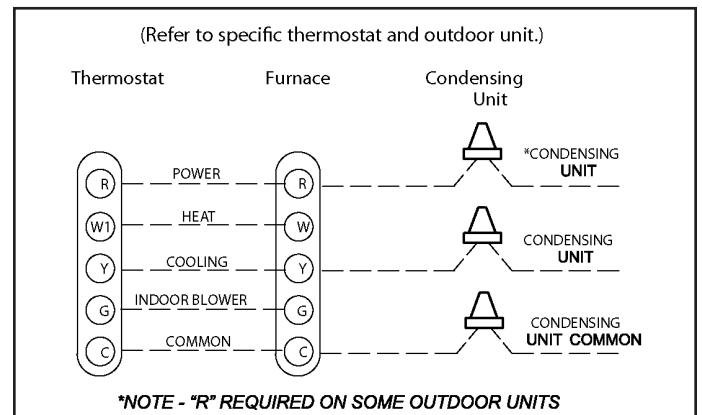 (Refer to specific thermostat and outdoor unit.)
Thermostat Furnace Condensing
Unit
*CONDENSING
UNIT
R POWER R
W1 HEAT W
CONDENSING
UNIT
Y COOLING Y
G INDOOR BLOWER G
CONDENSING
UNIT COMMON
C COMMON C
*NOTE - "R" REQUIRED ON SOME OUTDOOR UNITS